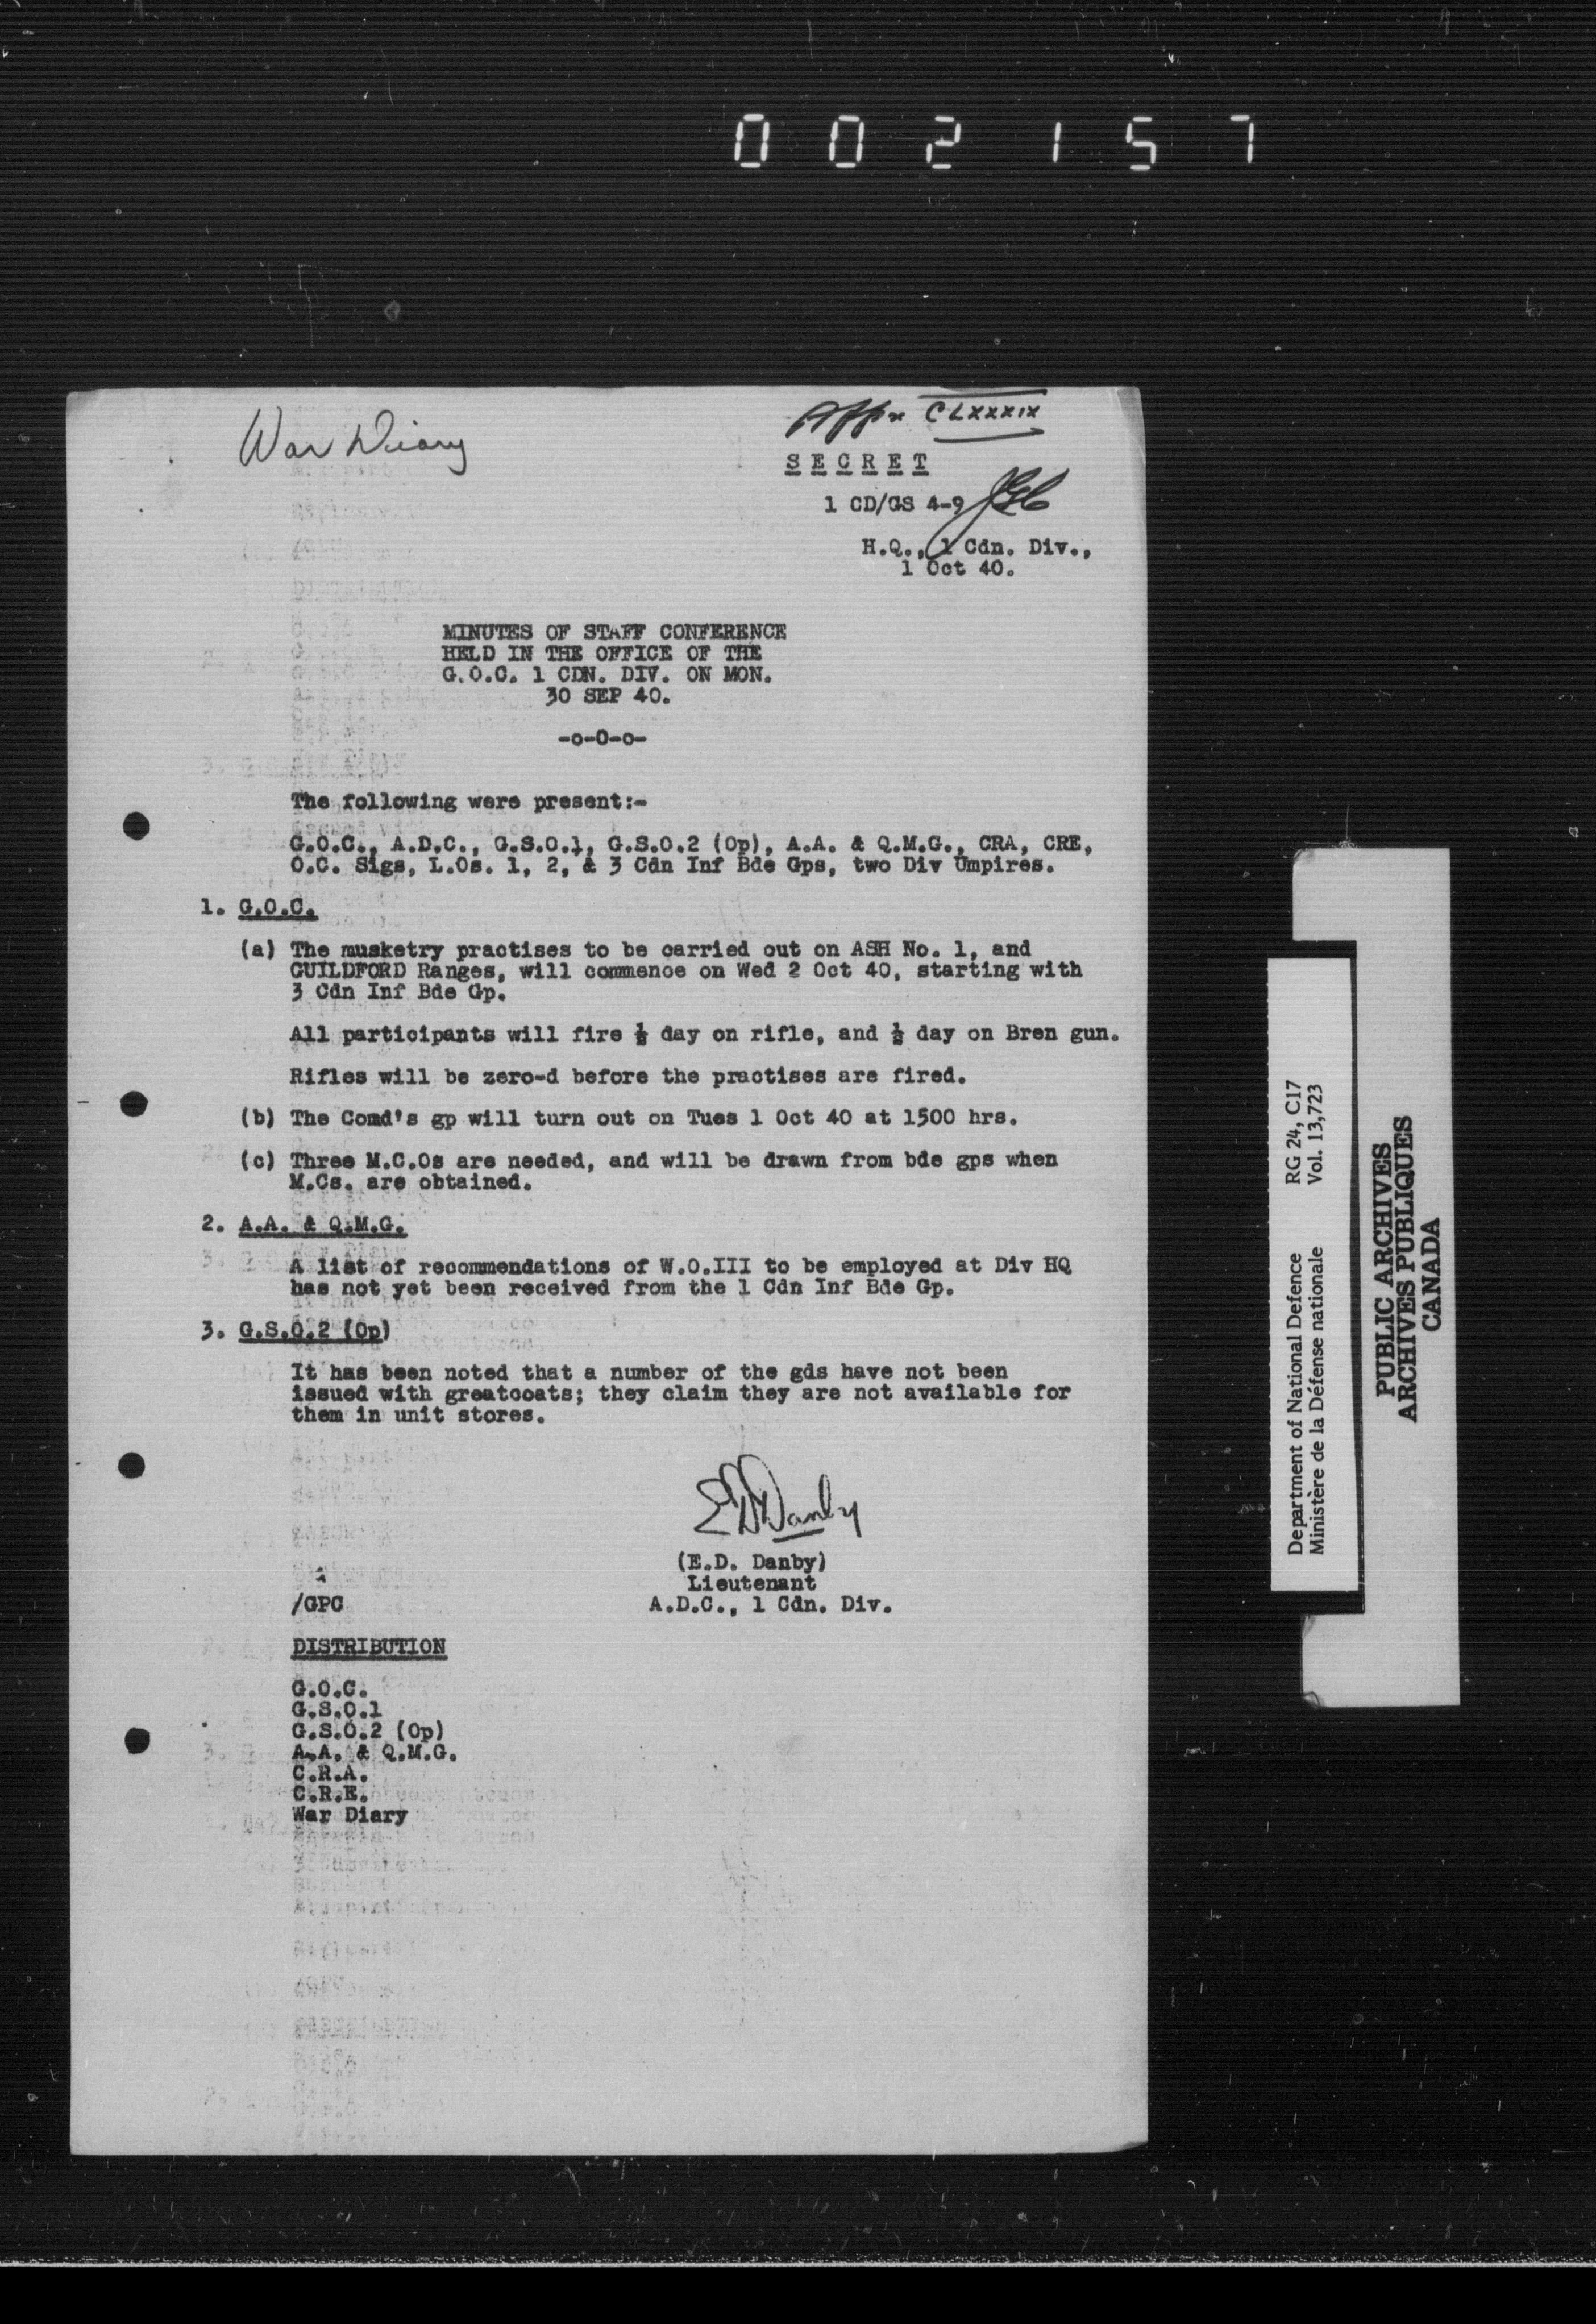 002157
War Diary
Appx CLXXXIX
SECRET
1 CD/GS 4-9
H.Q., 1 Cdn. Div.,
1 Oct 40.
MINUTES OF STAFF CONFERENCE
HELD IN THE OFFICE OF THE
G.O.C. 1 CDN. DIV. ON MON.
30 SEP 40.
-o-O-o-
The following were present:-
G.O.C., A.D.C., G.S.O.1, G.S.O.2 (Op), A.A. & Q.M.G., CRA, CRE,
O.C. Sigs, L.Os. 1, 2, & 3 Cdn Inf Bde Gps, two Div Umpires.
1. G.O.C.
(a) The musketry practises to be carried out on ASH No. 1, and
GUILDFORD Ranges, will commence on Wed 2 Oct 40, starting with
3 Cdn Inf Bde Gp.
All participants will fire ½ day on rifle, and ½ day on Bren gun.
Rifles will be zero-d before the practises are fired.
(b) The Comd's gp will turn out on Tues 1 Oct 40 at 1500 hrs.
(c) Three M.C.Os are needed, and will be drawn from bde gps when
M.Cs. are obtained.
2. A.A. & Q.M.G.
A list of recommendations of W.O.III to be employed at Div HQ
has not yet been received from the 1 Cdn Inf Bde Gp.
3. G.S.O.2 (Op)
It has been noted that a number of the gds have not been
issued with greatcoats; they claim they are not available for
them in unit stores.
E D Danby
(E.D. Danby)
Lieutenant
/GPC
A.D.C., 1 Cdn. Div.
DISTRIBUTION
G.O.C.
G.S.O.1
G.S.O.2 (Op)
A.A. & Q.M.G.
C.R.A.
C.R.E.
War Diary
Department of National Defence RG 24, C17
Ministère de la Défense nationale Vol. 13,723
PUBLIC ARCHIVES
ARCHIVES PUBLIQUES
CANADA